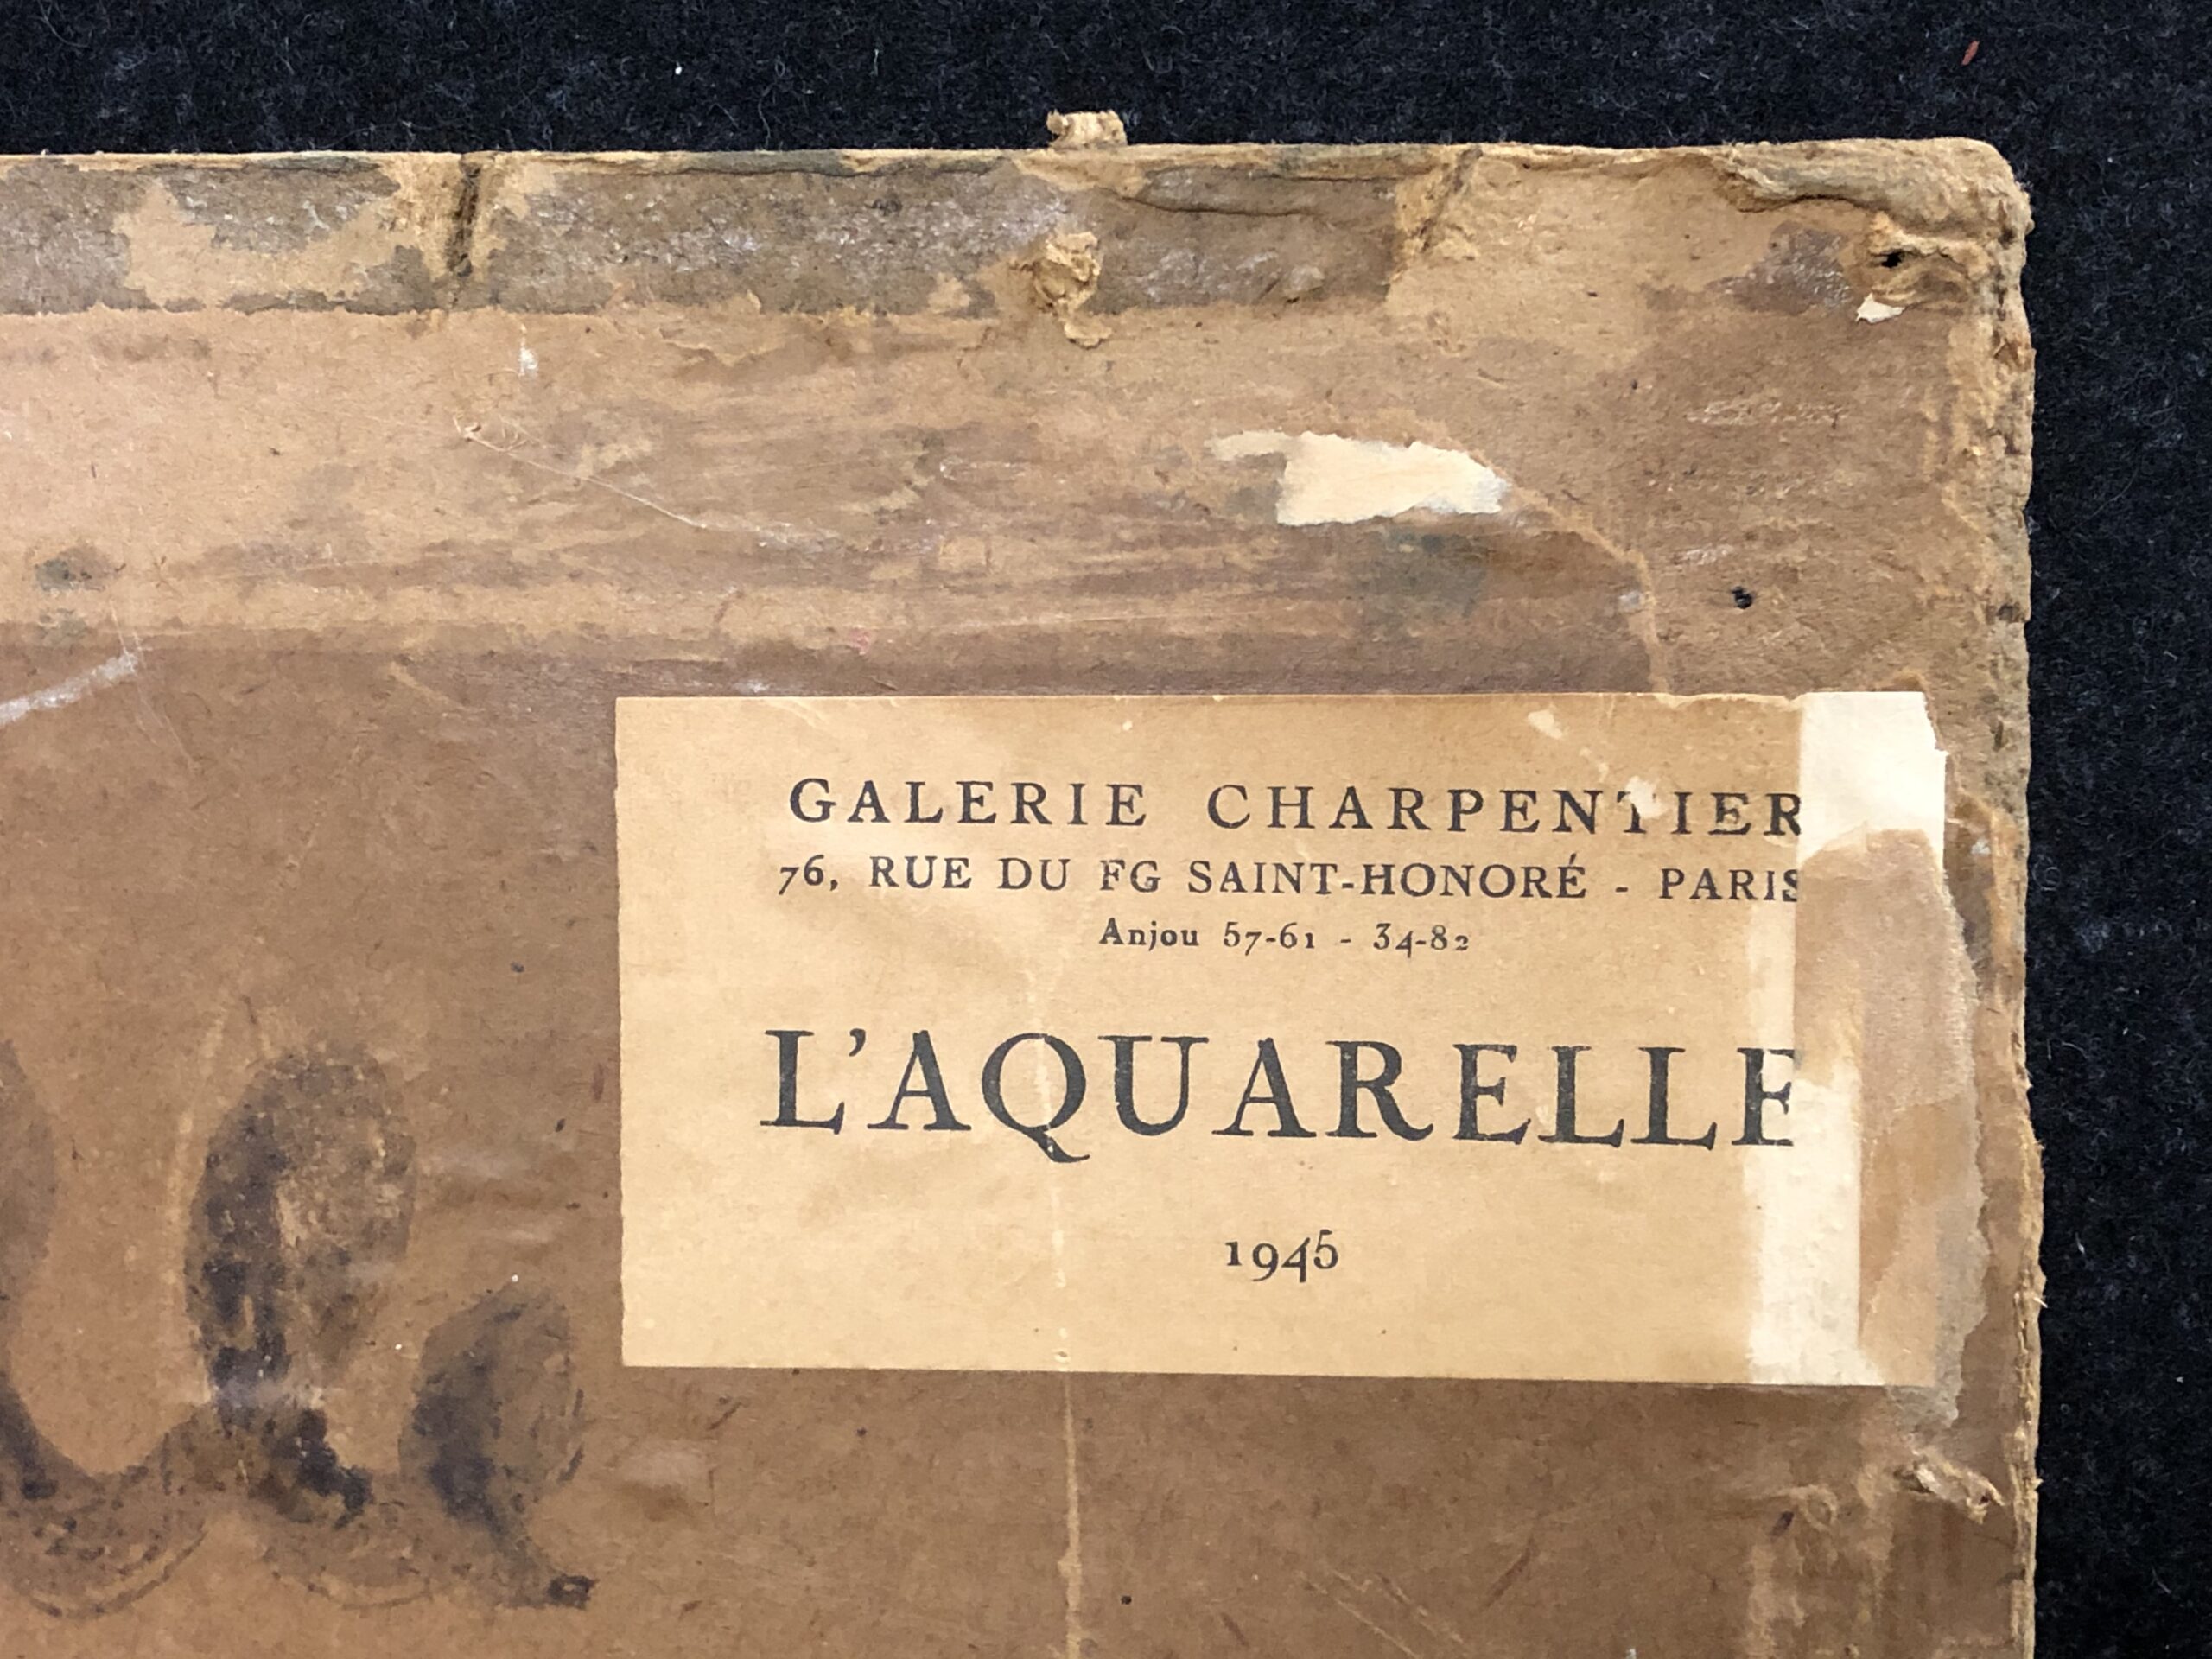 GALERIE CHARPENTIER
76, RUE DU FG SAINT-HONORÉ - PARIS
Anjou 57-61 - 34-82
L'AQUARELLE
1945